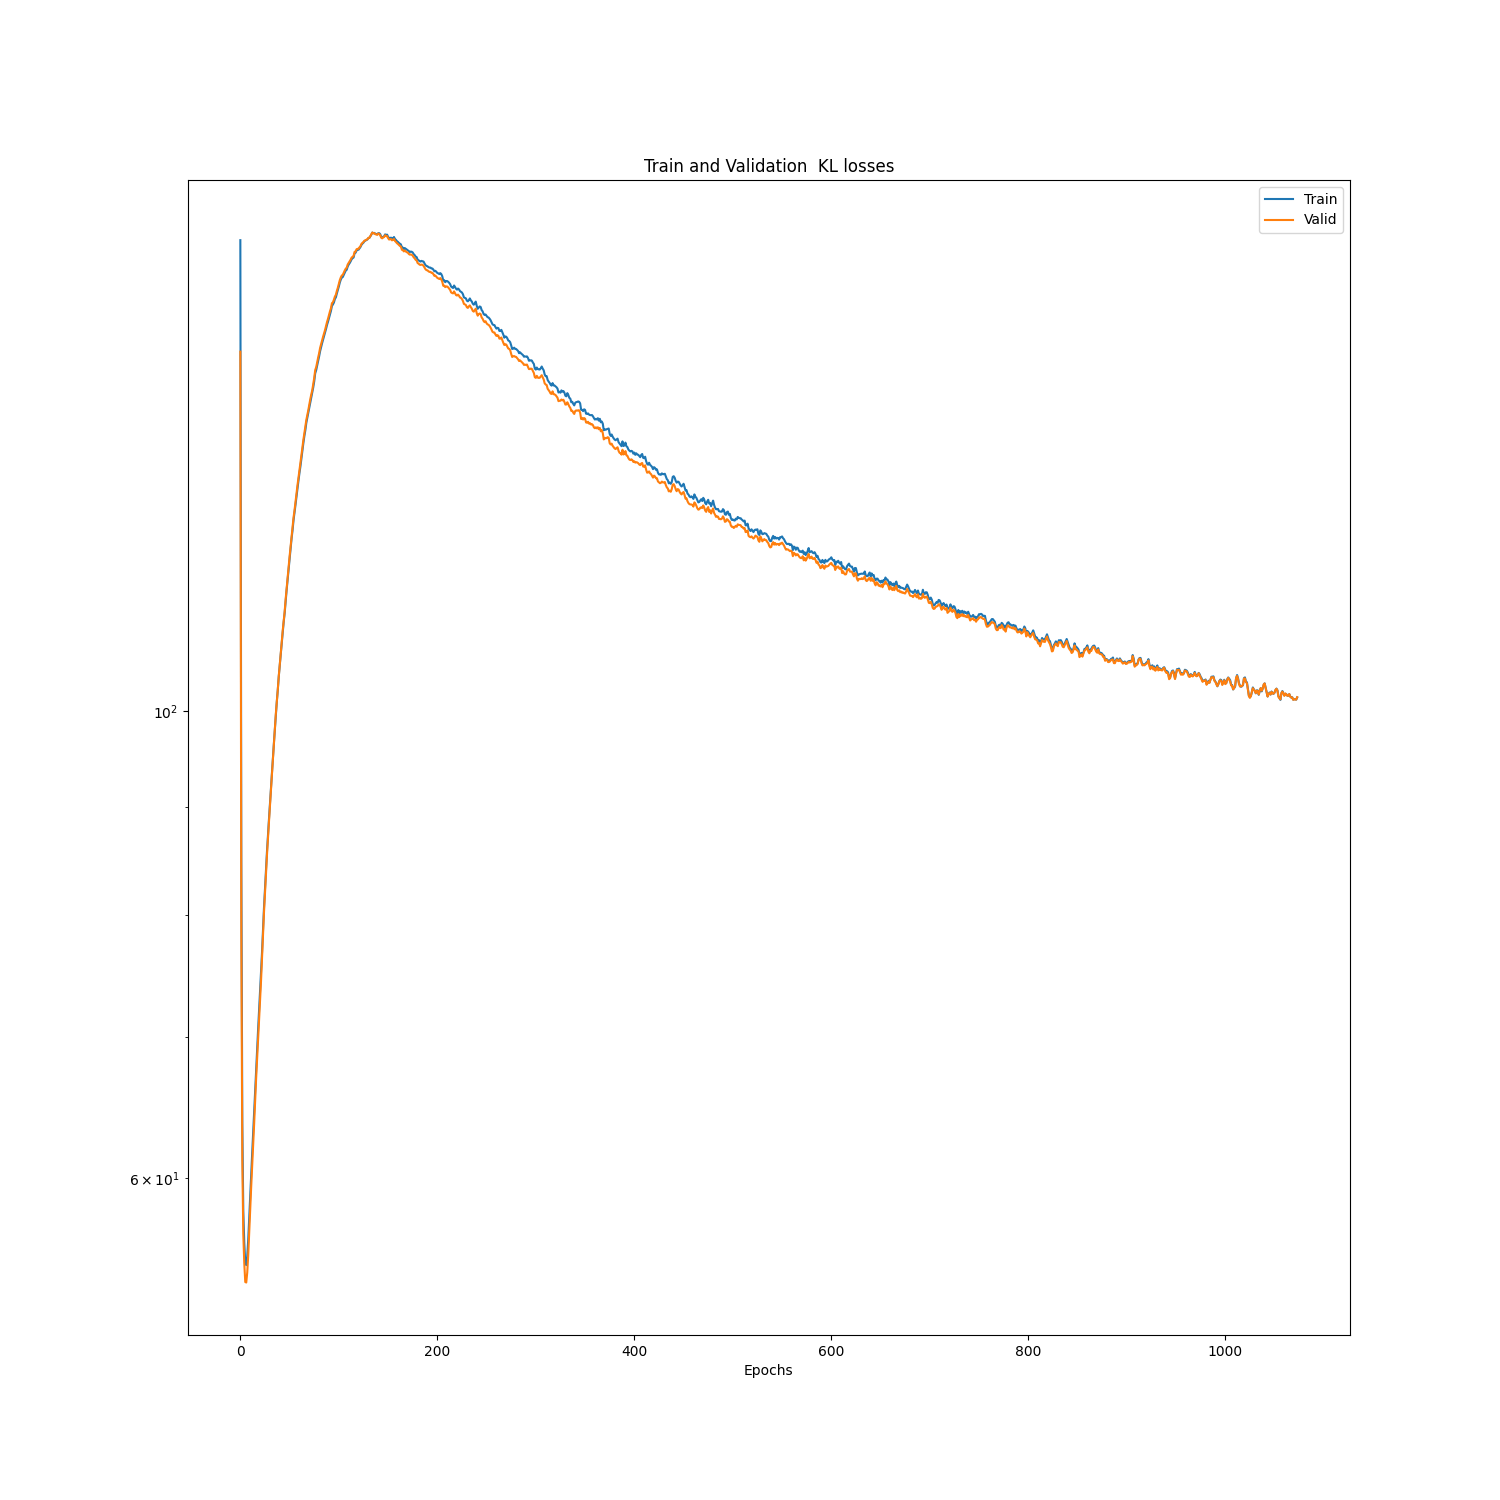 Train and Validation  KL losses
Train
Valid
10²
6 × 10¹
0 200 400 600 800 1000
Epochs